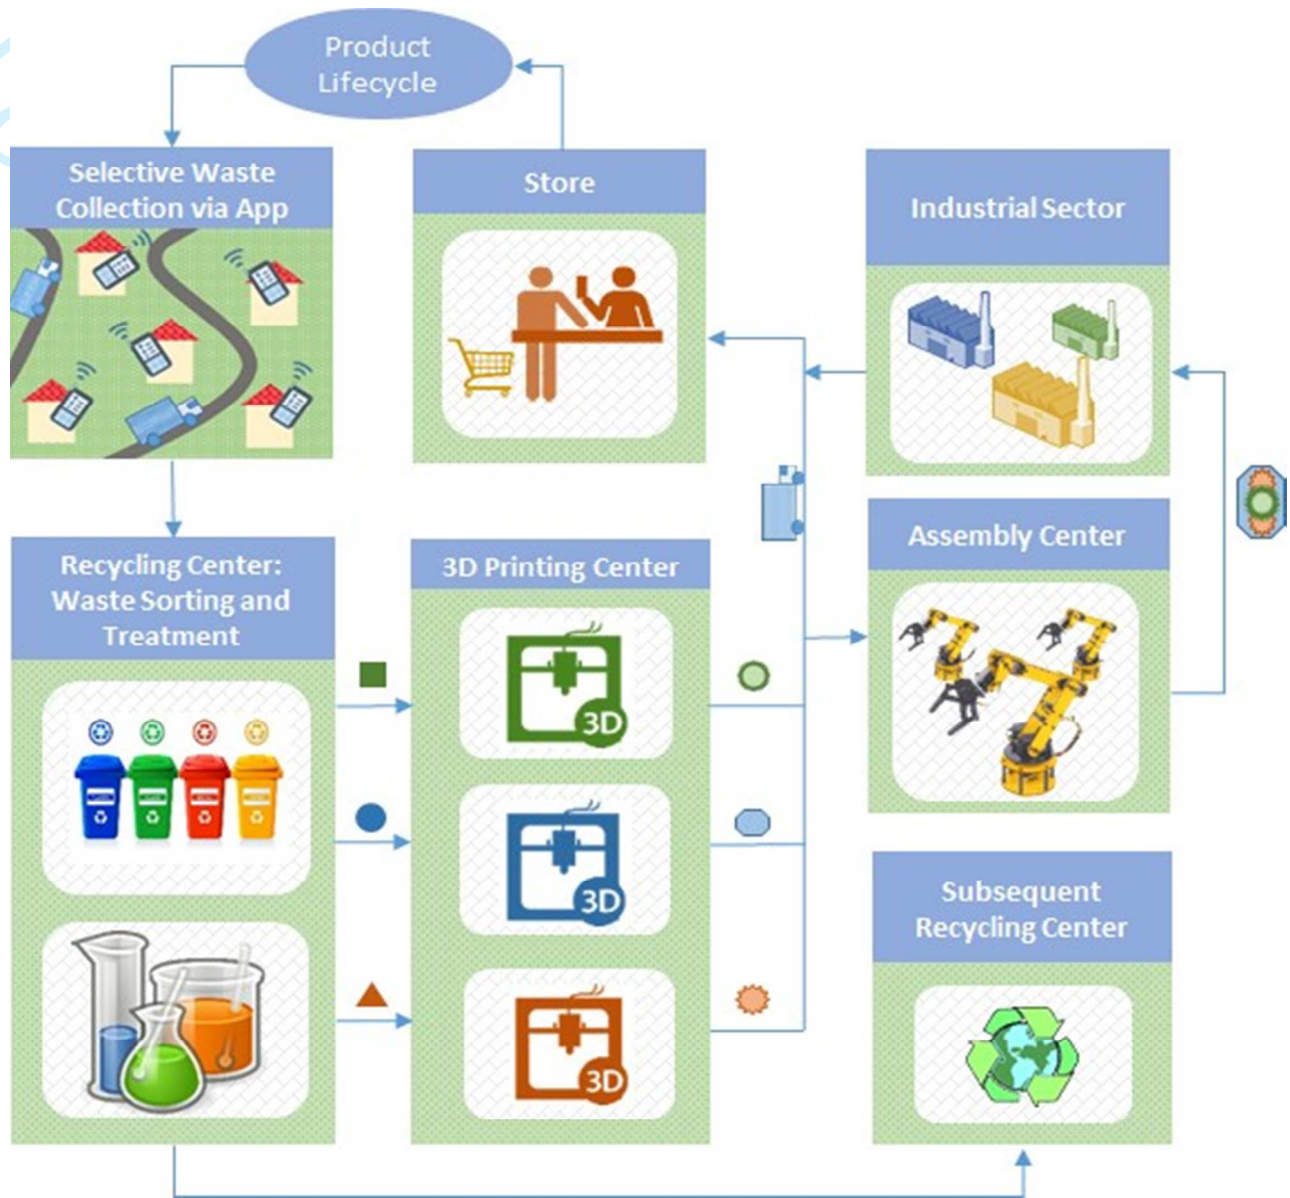 Product
Lifecycle
Selective Waste
Collection via App
Store
Industrial Sector
Assembly Center
Recycling Center:
Waste Sorting and
Treatment
3D Printing Center
3D
3D
3D
Subsequent
Recycling Center